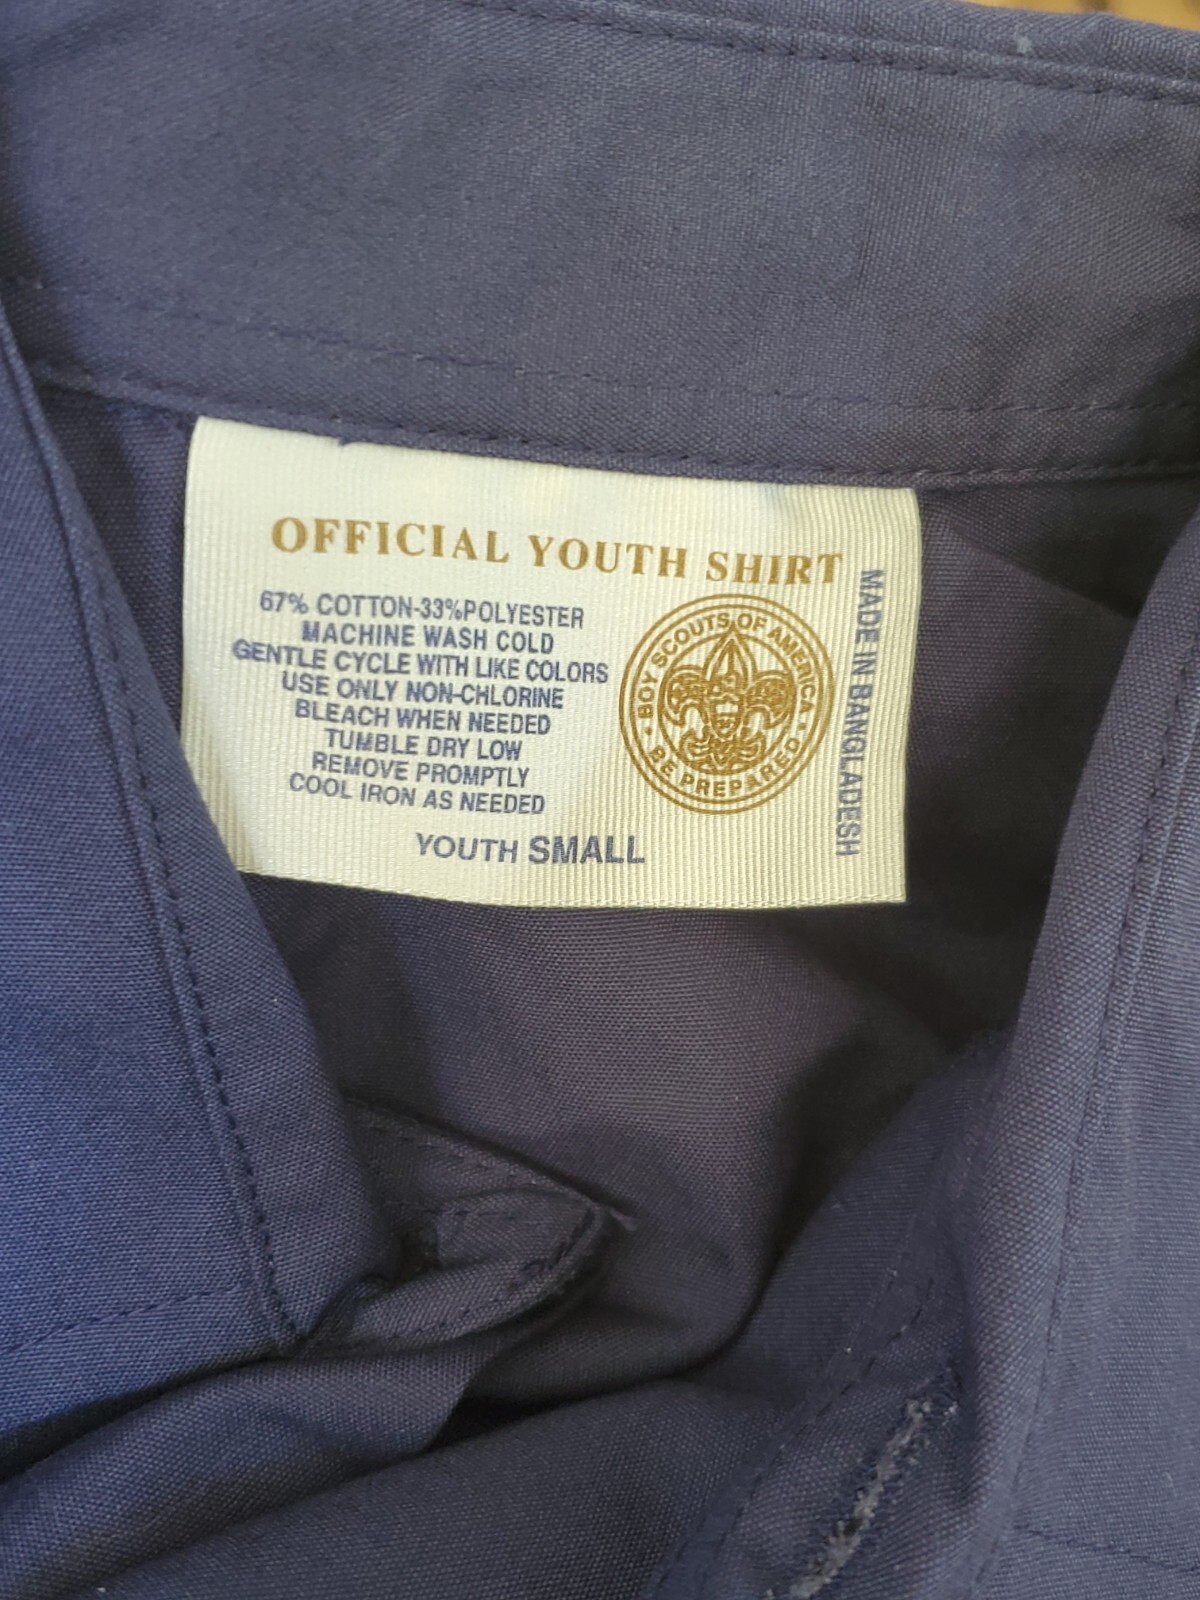 OFFICIAL YOUTH SHIRT
67% COTTON-33%POLYESTER
MACHINE WASH COLD
GENTLE CYCLE WITH LIKE COLORS
USE ONLY NON-CHLORINE
BLEACH WHEN NEEDED
TUMBLE DRY LOW
REMOVE PROMPTLY
COOL IRON AS NEEDED
YOUTH SMALL
BOY SCOUTS OF AMERICA
BE PREPARED
MADE IN BANGLADESH